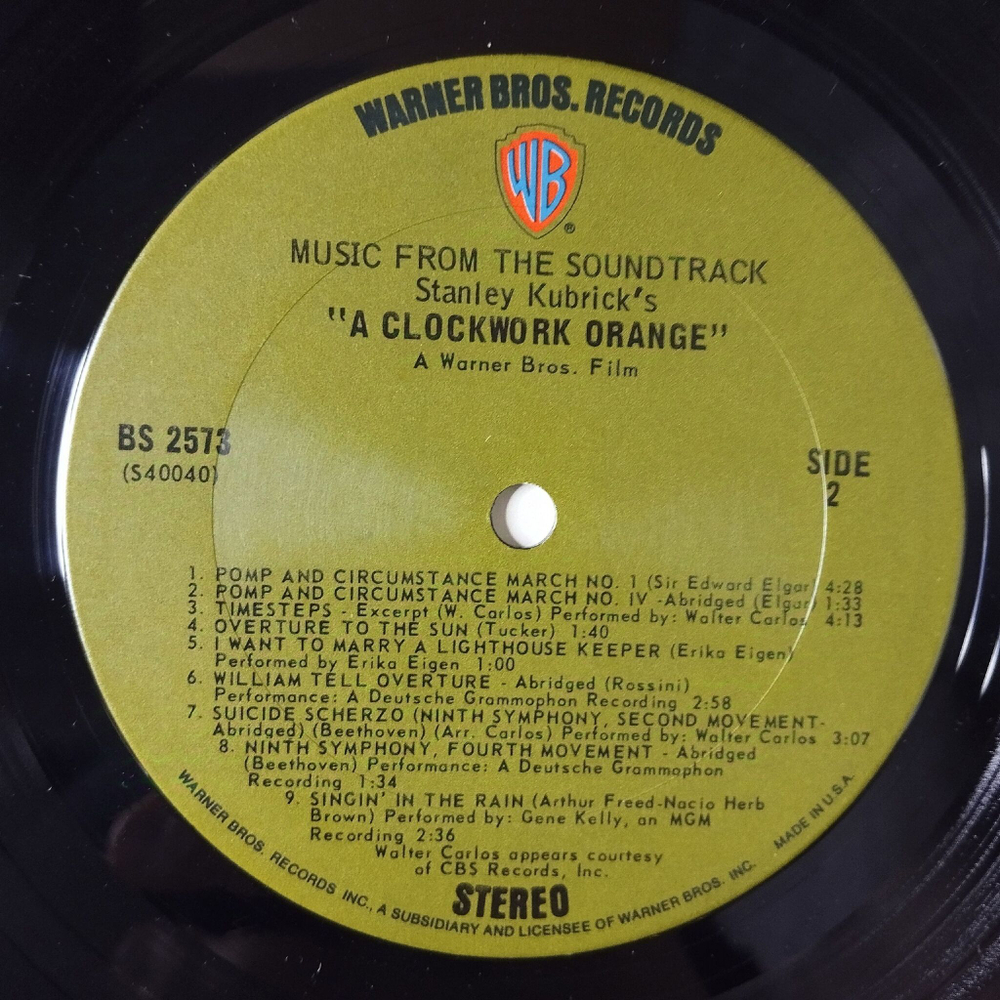 WARNER BROS. RECORDS
WB
®
MUSIC FROM THE SOUNDTRACK
Stanley Kubrick's
"A CLOCKWORK ORANGE"
A Warner Bros. Film
BS 2573
(S40040)
SIDE
2
1. POMP AND CIRCUMSTANCE MARCH NO. 1 (Sir Edward Elgar) 4:28
2. POMP AND CIRCUMSTANCE MARCH NO. IV -Abridged (Elgar) 1:33
3. TIMESTEPS - Excerpt (W. Carlos) Performed by: Walter Carlos 4:13
4. OVERTURE TO THE SUN (Tucker) 1:40
5. I WANT TO MARRY A LIGHTHOUSE KEEPER (Erika Eigen)
Performed by Erika Eigen 1:00
6. WILLIAM TELL OVERTURE - Abridged (Rossini)
Performance: A Deutsche Grammophon Recording 2:58
7. SUICIDE SCHERZO (NINTH SYMPHONY, SECOND MOVEMENT-
Abridged) (Beethoven) (Arr. Carlos) Performed by: Walter Carlos 3:07
8. NINTH SYMPHONY, FOURTH MOVEMENT - Abridged
(Beethoven) Performance: A Deutsche Grammophon
Recording 1:34
9. SINGIN' IN THE RAIN (Arthur Freed-Nacio Herb
Brown) Performed by: Gene Kelly, an MGM
Recording 2:36
Walter Carlos appears courtesy
of CBS Records, Inc.
STEREO
WARNER BROS. RECORDS INC., A SUBSIDIARY AND LICENSEE OF WARNER BROS. INC. MADE IN U.S.A.